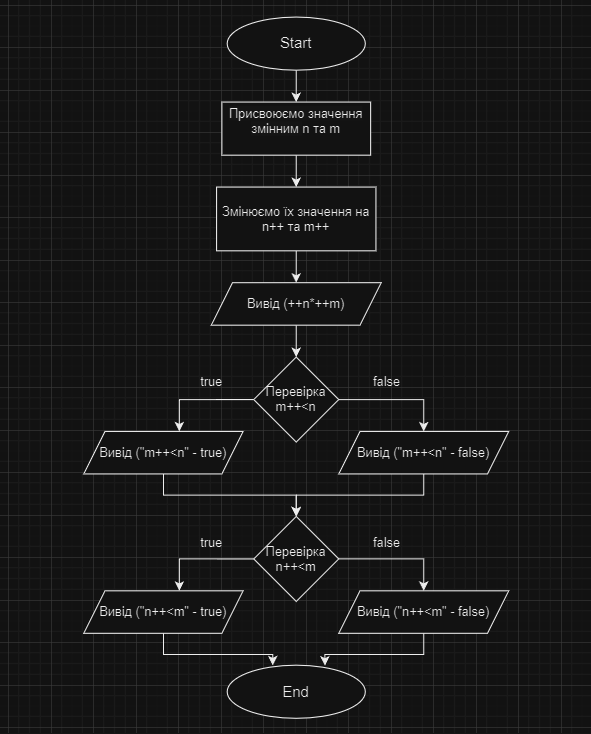 Start
Присвоюємо значення
змінним n та m
Змінюємо їх значення на
n++ та m++
Вивід (++n*++m)
true
Перевірка
m++<n
false
Вивід ("m++<n" - true)
Вивід ("m++<n" - false)
true
Перевірка
n++<m
false
Вивід ("n++<m" - true)
Вивід ("n++<m" - false)
End